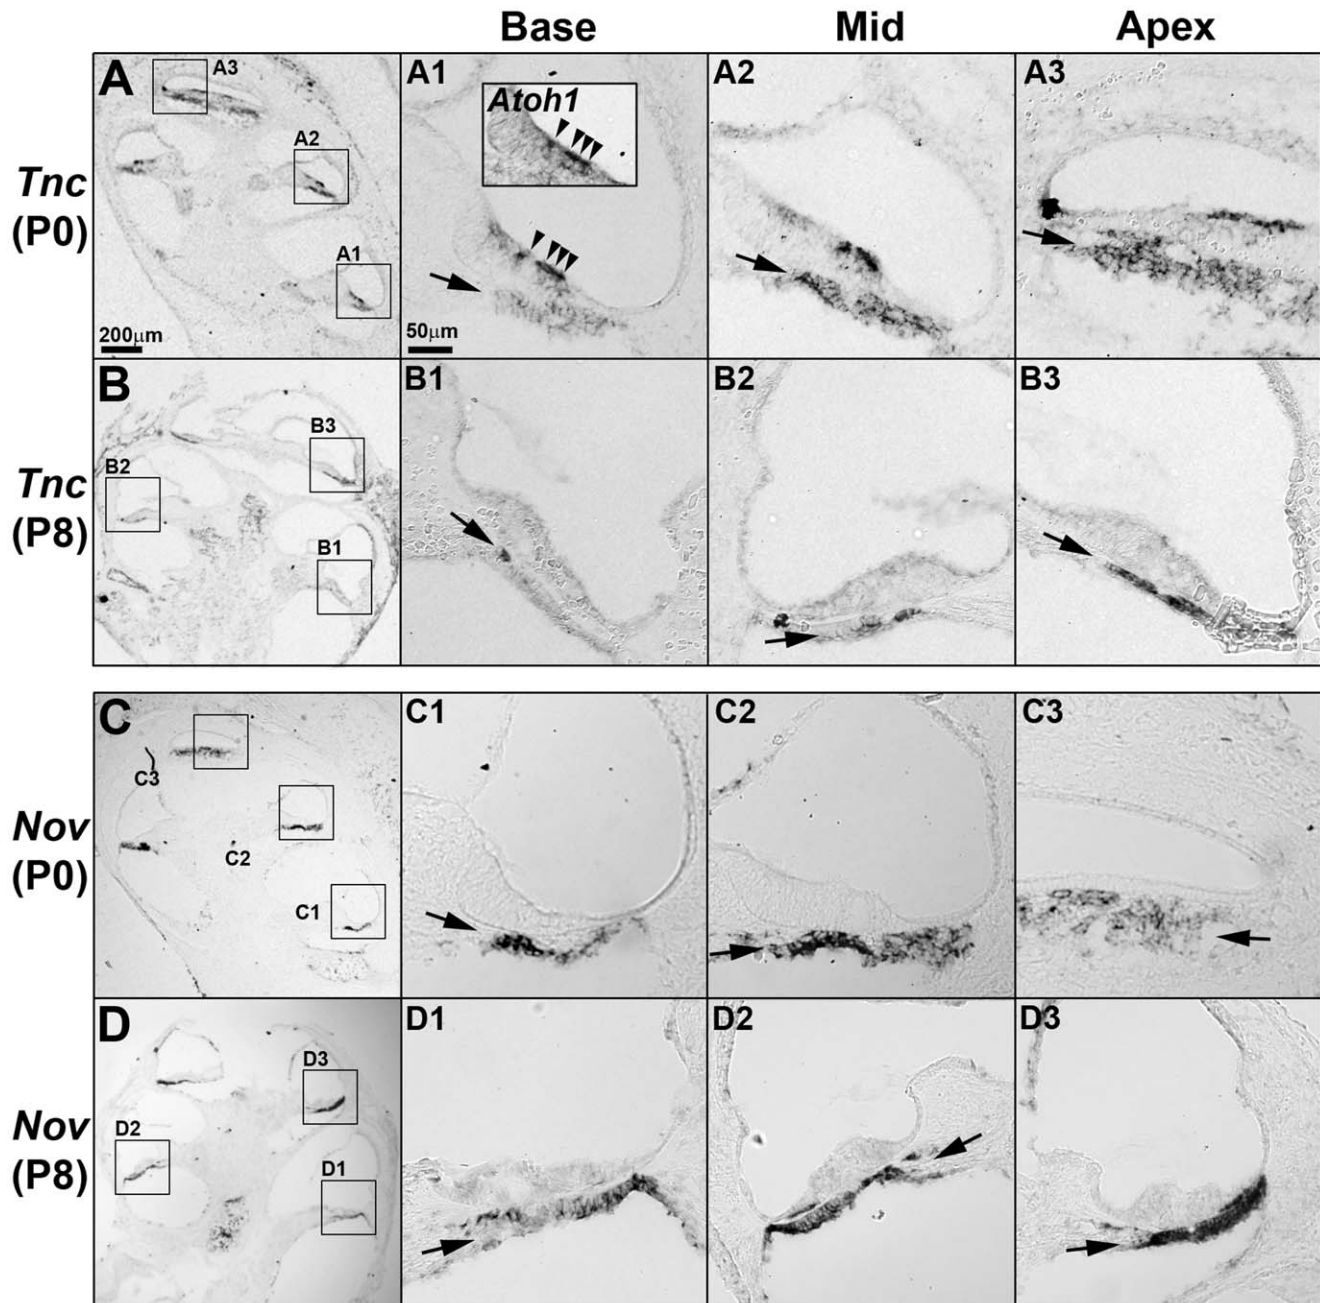 Base Mid Apex
Tnc
(P0)
A
A3
A2
A1
200µm
A1
Atoh1
50µm
A2
A3
Tnc
(P8)
B
B3
B2
B1
B1
B2
B3
Nov
(P0)
C
C3
C2
C1
C1
C2
C3
Nov
(P8)
D
D3
D2
D1
D1
D2
D3